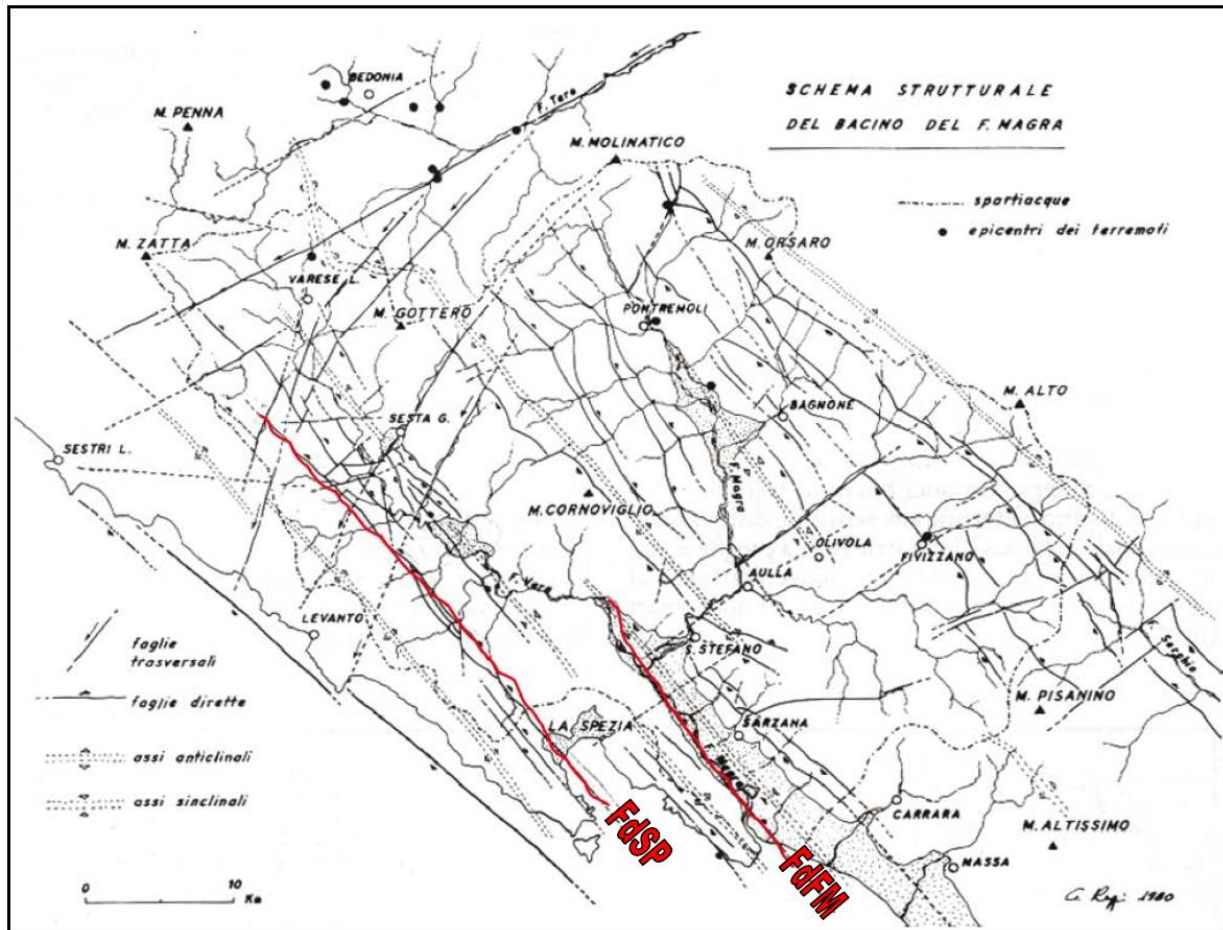 SCHEMA STRUTTURALE
DEL BACINO DEL F. MAGRA
spartiacque
epicentri dei terremoti
BEDONIA
M. PENNA
F. Taro
M. MOLINATICO
M. ZATTA
M. ORSARO
VARESE L.
M. GOTTERO
PONTREMOLI
M. ALTO
BAGNONE
SESTA G.
SESTRI L.
F. Magra
M. CORNOVIGLIO
OLIVOLA
FIVIZZANO
AULLA
F. Vara
LEVANTO
S. STEFANO
F. Serchio
M. PISANINO
LA SPEZIA
SARZANA
F. Magra
CARRARA
M. ALTISSIMO
MASSA
FdSP
FdFM
faglie
trasversali
faglie dirette
assi anticlinali
assi sinclinali
0 10
Km
1980